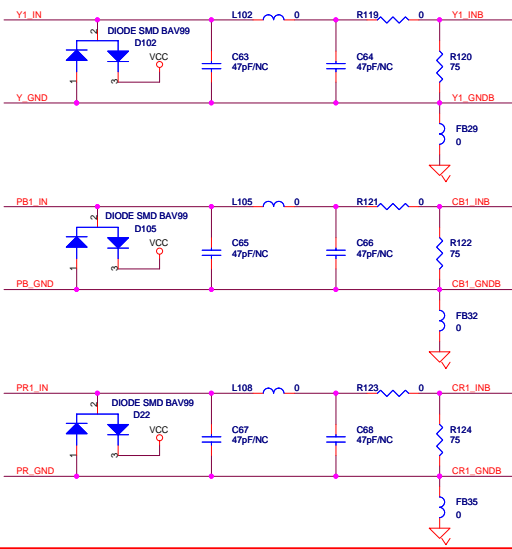 Y1_IN L102 0 R119 0 Y1_INB
2 DIODE SMD BAV99
D102
VCC
C63
47pF/NC
C64
47pF/NC
R120
75
1 3
Y_GND Y1_GNDB
FB29
0
PB1_IN L105 0 R121 0 CB1_INB
2 DIODE SMD BAV99
D105
VCC
C65
47pF/NC
C66
47pF/NC
R122
75
1 3
PB_GND CB1_GNDB
FB32
0
PR1_IN L108 0 R123 0 CR1_INB
2 DIODE SMD BAV99
D22
VCC
C67
47pF/NC
C68
47pF/NC
R124
75
1 3
PR_GND CR1_GNDB
FB35
0